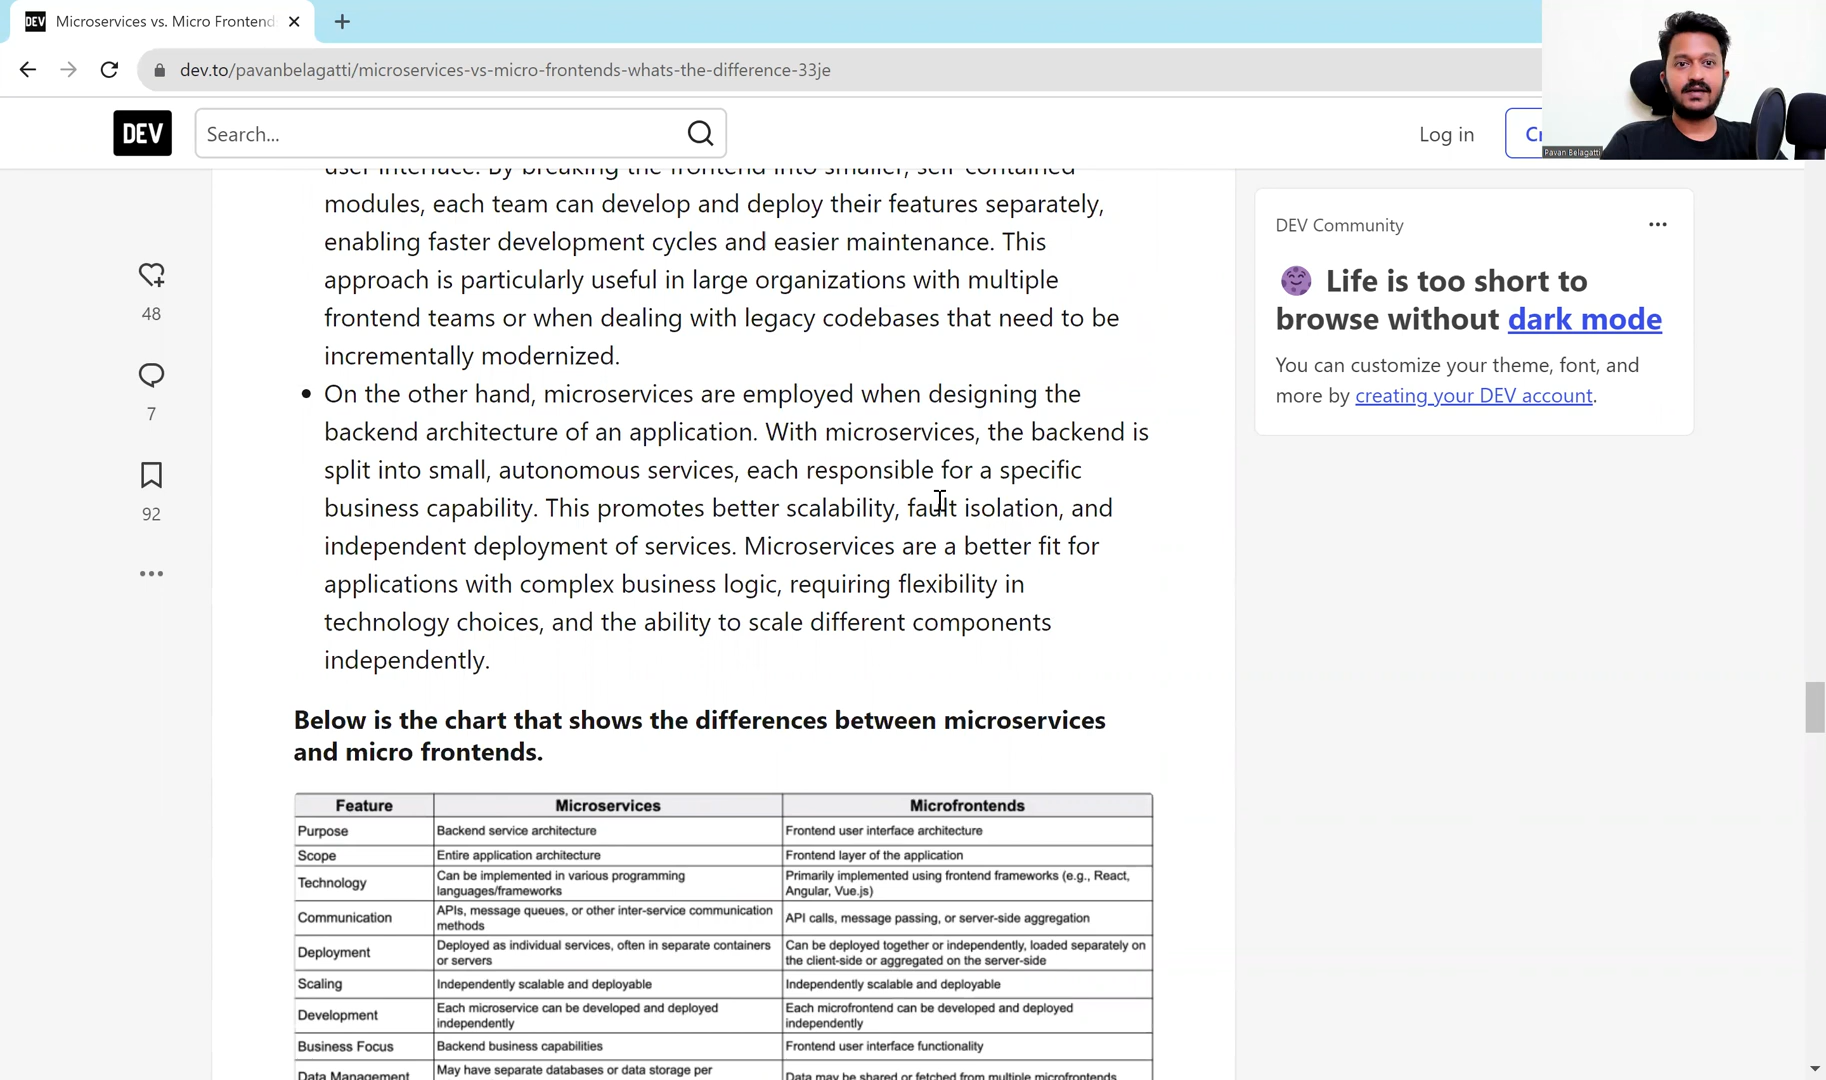 DEV
Microservices vs. Micro Frontend
dev.to/pavanbelagatti/microservices-vs-micro-frontends-whats-the-difference-33je
DEV
Search...
Log in
Pavan Belagatti
user interface. By breaking the frontend into smaller, self-contained
modules, each team can develop and deploy their features separately,
enabling faster development cycles and easier maintenance. This
approach is particularly useful in large organizations with multiple
frontend teams or when dealing with legacy codebases that need to be
incrementally modernized.
On the other hand, microservices are employed when designing the
backend architecture of an application. With microservices, the backend is
split into small, autonomous services, each responsible for a specific
business capability. This promotes better scalability, fault isolation, and
independent deployment of services. Microservices are a better fit for
applications with complex business logic, requiring flexibility in
technology choices, and the ability to scale different components
independently.
Below is the chart that shows the differences between microservices
and micro frontends.
Feature Microservices Microfrontends
Purpose Backend service architecture Frontend user interface architecture
Scope Entire application architecture Frontend layer of the application
Technology
Can be implemented in various programming
languages/frameworks
Primarily implemented using frontend frameworks (e.g., React,
Angular, Vue.js)
Communication
APIs, message queues, or other inter-service communication
methods
API calls, message passing, or server-side aggregation
Deployment
Deployed as individual services, often in separate containers
or servers
Can be deployed together or independently, loaded separately on
the client-side or aggregated on the server-side
Scaling Independently scalable and deployable Independently scalable and deployable
Development
Each microservice can be developed and deployed
independently
Each microfrontend can be developed and deployed
independently
Business Focus Backend business capabilities Frontend user interface functionality
Data Management
May have separate databases or data storage per
Data may be shared or fetched from multiple microfrontends
48
7
92
DEV Community
Life is too short to
browse without dark mode
You can customize your theme, font, and
more by creating your DEV account.